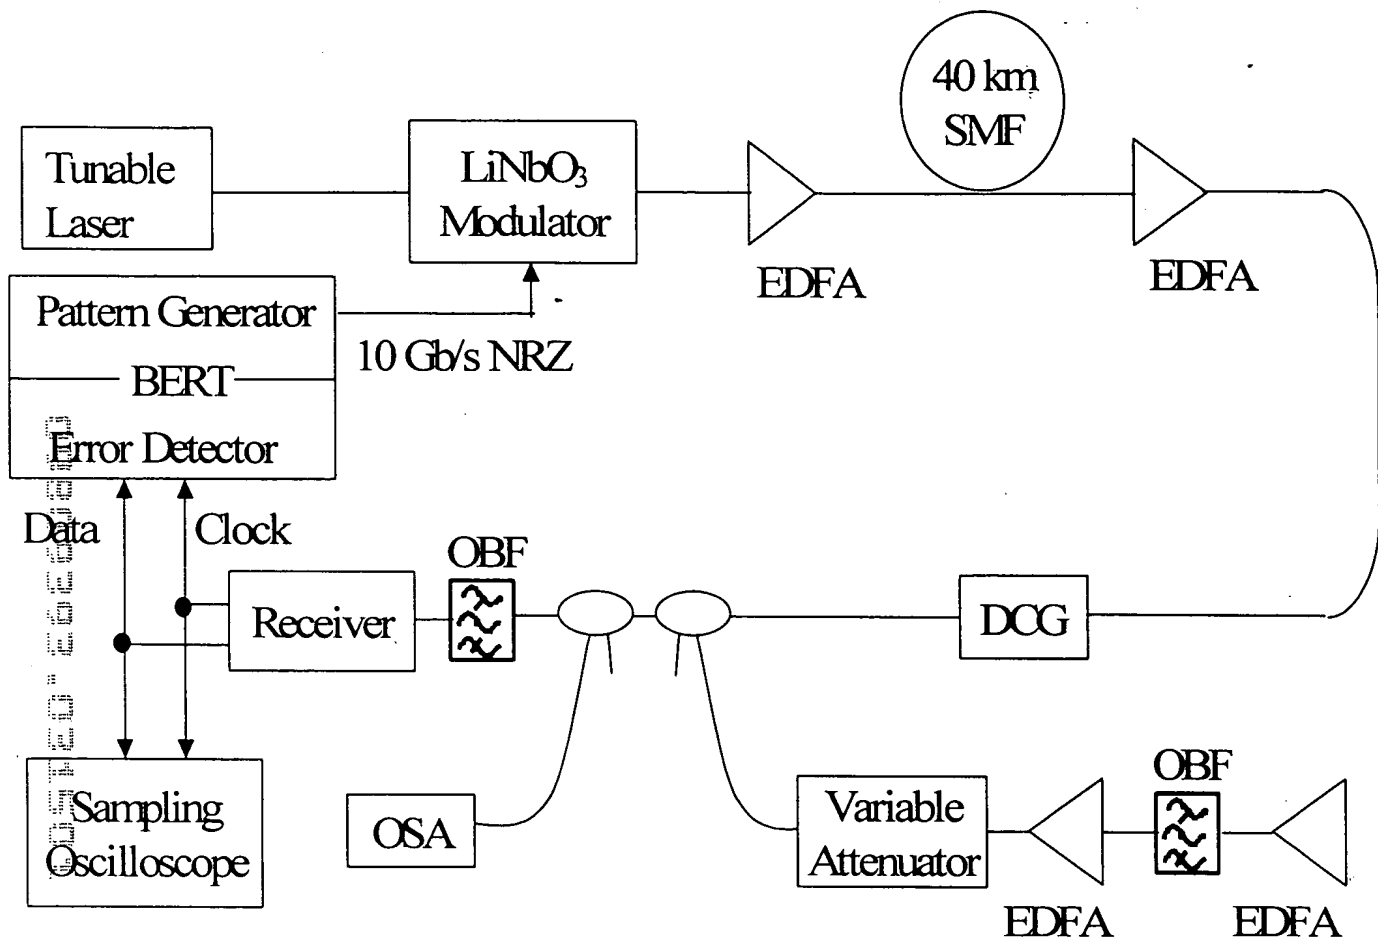 40 km
SMF
Tunable
Laser
LiNbO₃
Modulator
EDFA
EDFA
Pattern Generator
10 Gb/s NRZ
BERT
Error Detector
Data
Clock
OBF
Receiver
DCG
OBF
Sampling
Oscilloscope
OSA
Variable
Attenuator
EDFA
EDFA